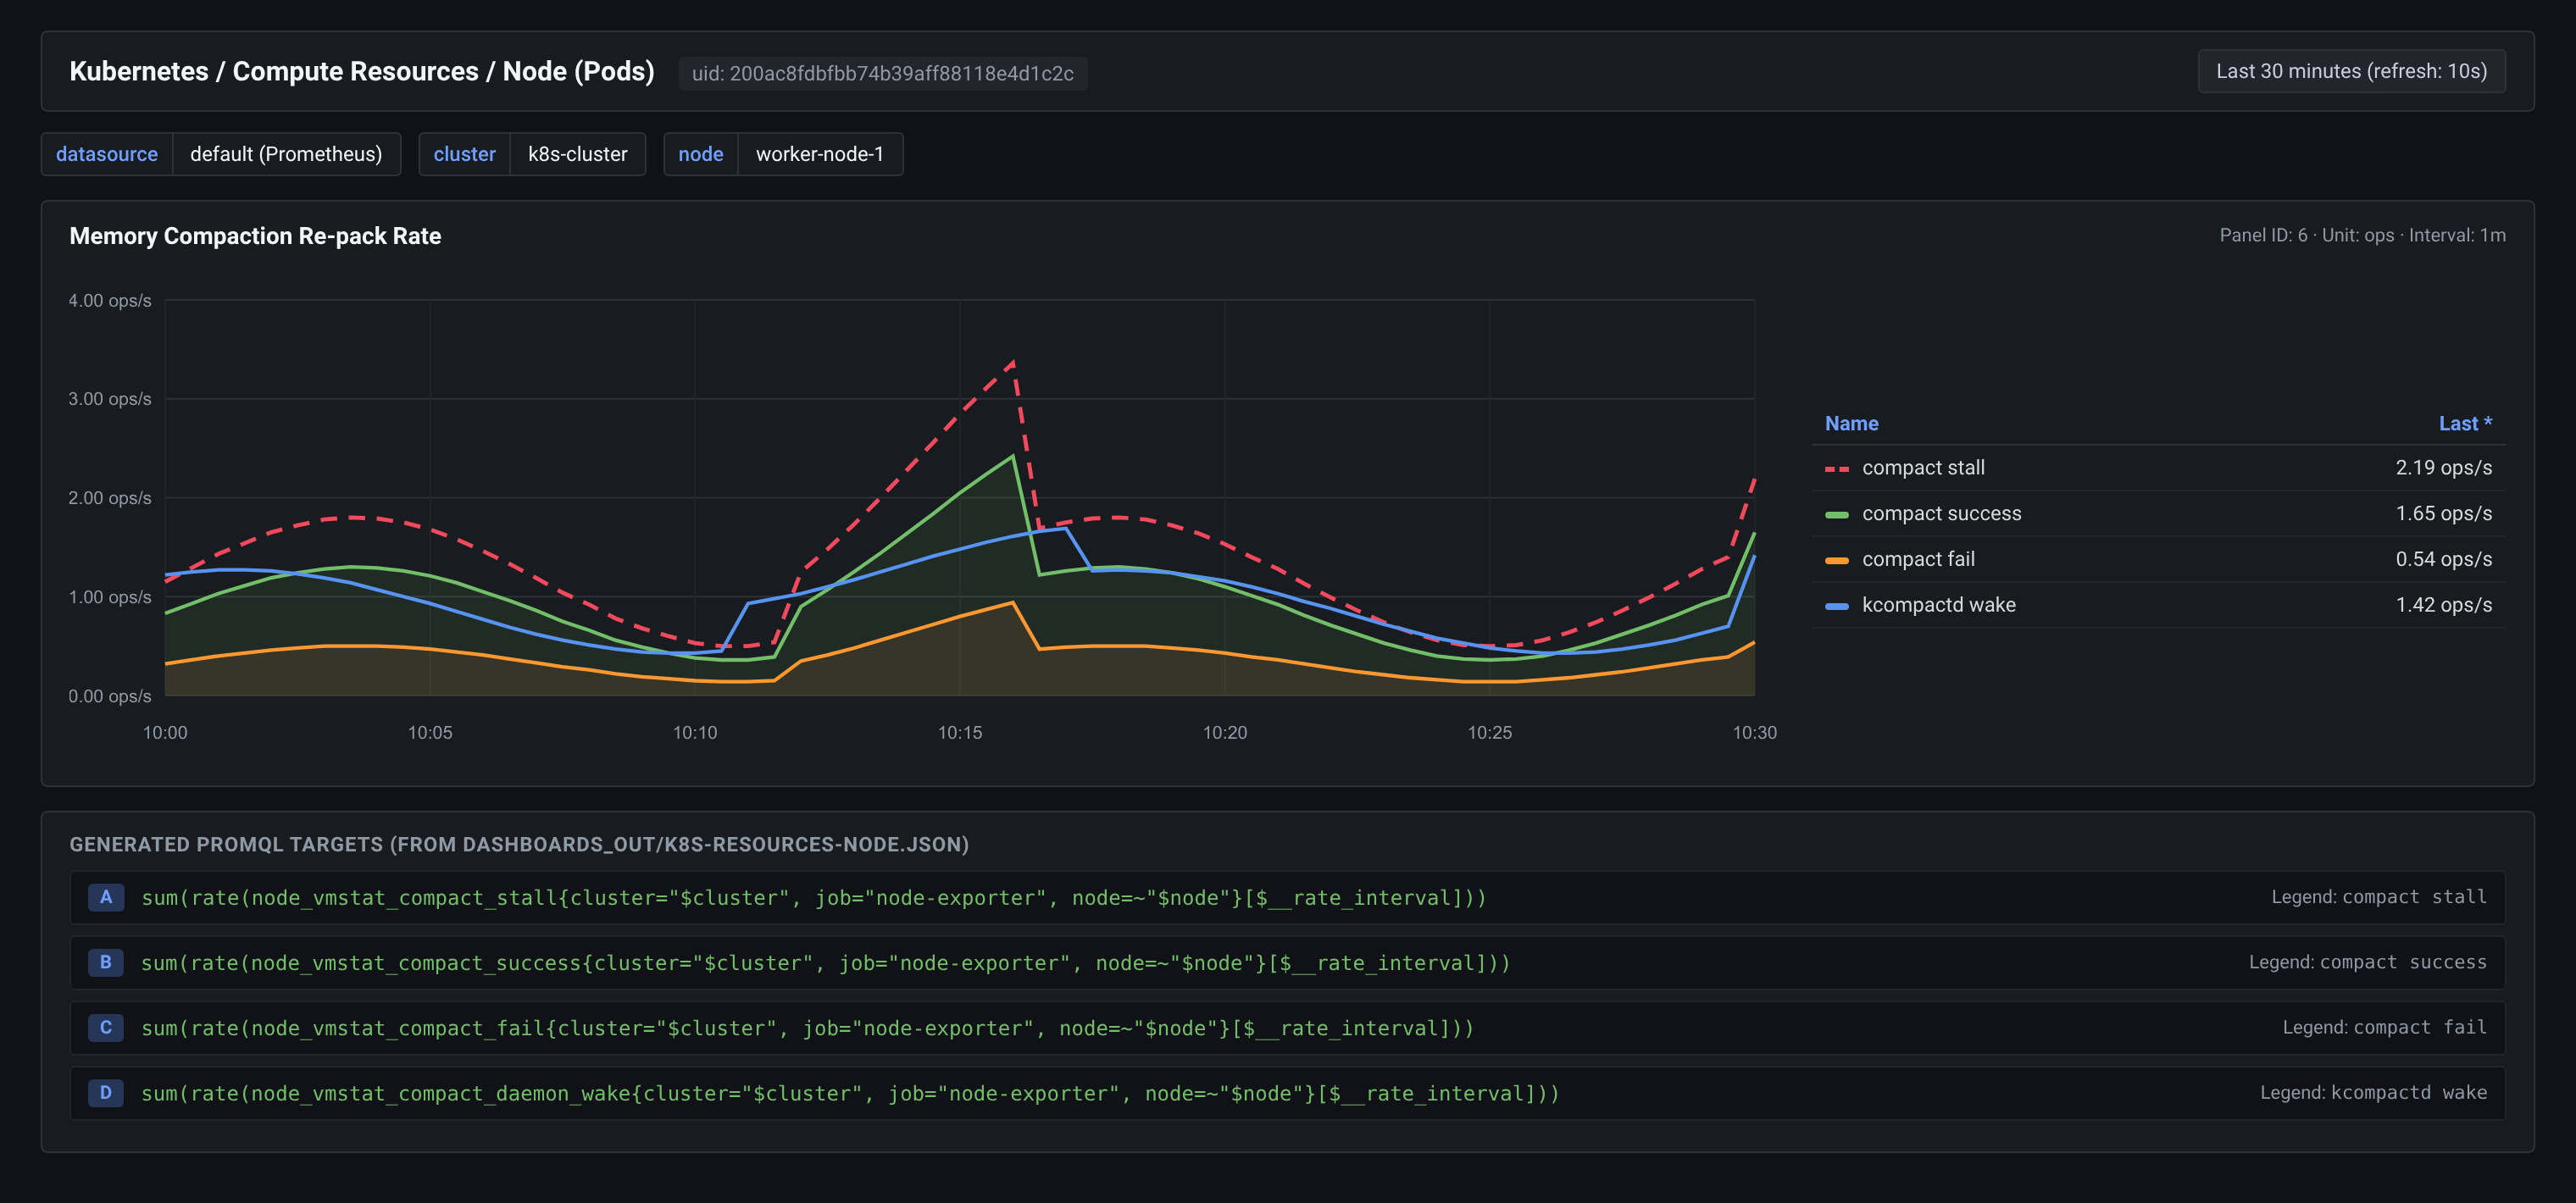 Kubernetes / Compute Resources / Node (Pods) uid: 200ac8fdbfbb74b39aff88118e4d1c2c Last 30 minutes (refresh: 10s)
datasource default (Prometheus) cluster k8s-cluster node worker-node-1
Memory Compaction Re-pack Rate Panel ID: 6 · Unit: ops · Interval: 1m
4.00 ops/s
3.00 ops/s
2.00 ops/s
1.00 ops/s
0.00 ops/s
10:00 10:05 10:10 10:15 10:20 10:25 10:30
Name Last *
compact stall 2.19 ops/s
compact success 1.65 ops/s
compact fail 0.54 ops/s
kcompactd wake 1.42 ops/s
GENERATED PROMQL TARGETS (FROM DASHBOARDS_OUT/K8S-RESOURCES-NODE.JSON)
A sum(rate(node_vmstat_compact_stall{cluster="$cluster", job="node-exporter", node=~"$node"}[$__rate_interval])) Legend: compact stall
B sum(rate(node_vmstat_compact_success{cluster="$cluster", job="node-exporter", node=~"$node"}[$__rate_interval])) Legend: compact success
C sum(rate(node_vmstat_compact_fail{cluster="$cluster", job="node-exporter", node=~"$node"}[$__rate_interval])) Legend: compact fail
D sum(rate(node_vmstat_compact_daemon_wake{cluster="$cluster", job="node-exporter", node=~"$node"}[$__rate_interval])) Legend: kcompactd wake